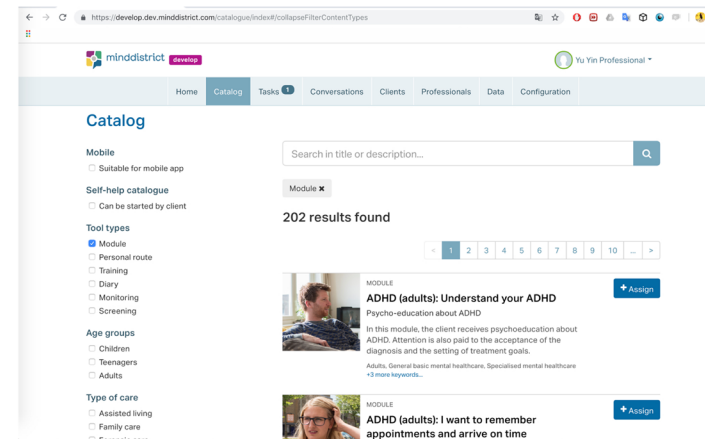 https://develop.dev.minddistrict.com/catalogue/index#/collapseFilterContentTypes
minddistrict develop
Yu Yin Professional
Home Catalog Tasks 1 Conversations Clients Professionals Data Configuration
Catalog
Mobile
Suitable for mobile app
Self-help catalogue
Can be started by client
Tool types
Module
Personal route
Training
Diary
Monitoring
Screening
Age groups
Children
Teenagers
Adults
Type of care
Assisted living
Family care
Search in title or description...
Module ✖
202 results found
« 1 2 3 4 5 6 7 8 9 10 ... >
MODULE
ADHD (adults): Understand your ADHD
+ Assign
Psycho-education about ADHD
In this module, the client receives psychoeducation about
ADHD. Attention is also paid to the acceptance of the
diagnosis and the setting of treatment goals.
Adults, General basic mental healthcare, Specialised mental healthcare
+3 more keywords...
MODULE
ADHD (adults): I want to remember
appointments and arrive on time
+ Assign